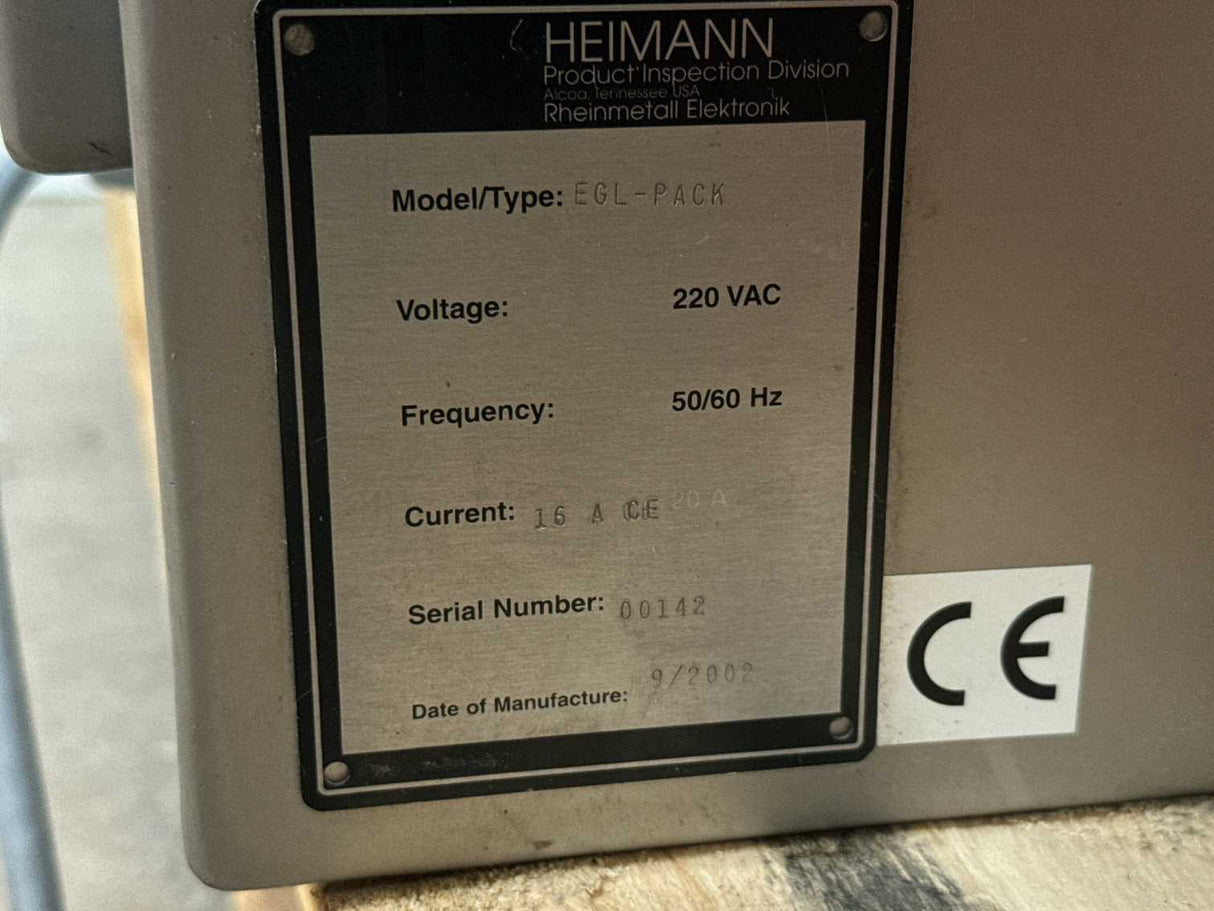 HEIMANN
Product Inspection Division
Alcoa, Tennessee USA
Rheinmetall Elektronik
Model/Type: EGL-PACK
Voltage: 220 VAC
Frequency: 50/60 Hz
Current: 16 A CE 20 A
Serial Number: 00142
Date of Manufacture: 9/2002
CE